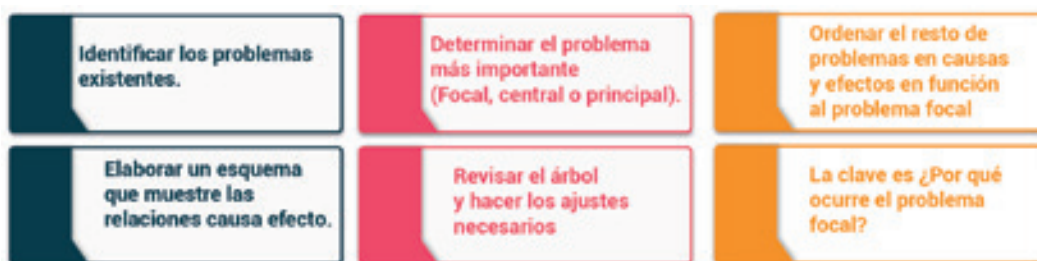 Identificar los problemas
existentes.
Determinar el problema
más importante
(Focal, central o principal).
Ordenar el resto de
problemas en causas
y efectos en función
al problema focal
Elaborar un esquema
que muestre las
relaciones causa efecto.
Revisar el árbol
y hacer los ajustes
necesarios
La clave es ¿Por qué
ocurre el problema
focal?